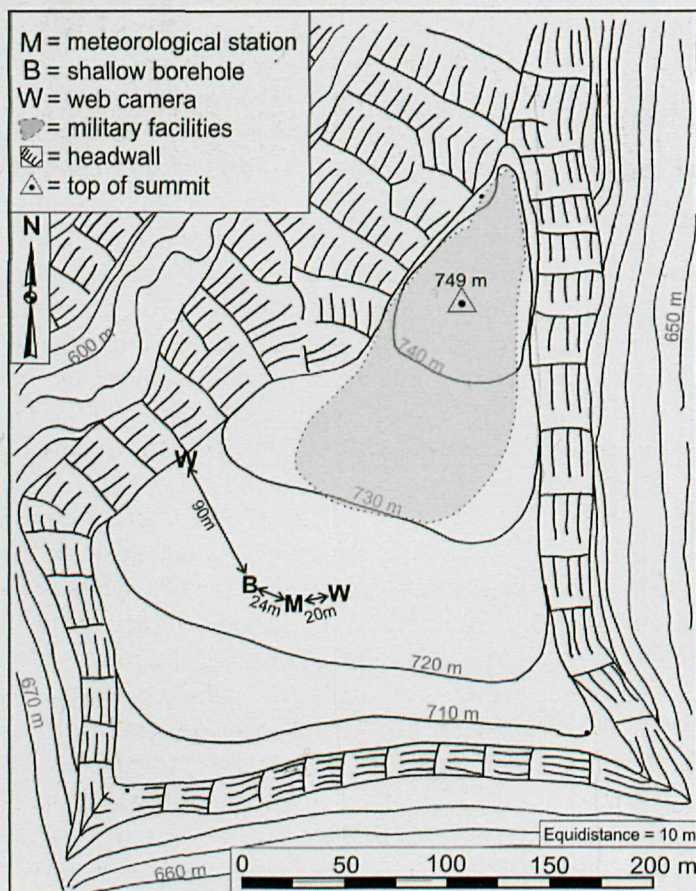 M = meteorological station
B = shallow borehole
W = web camera
= military facilities
= headwall
= top of summit
N
749 m
600 m
650 m
740 m
W
730 m
90m
B
24m
M
20m
W
720 m
670 m
710 m
Equidistance = 10 m
660 m
0 50 100 150 200 m